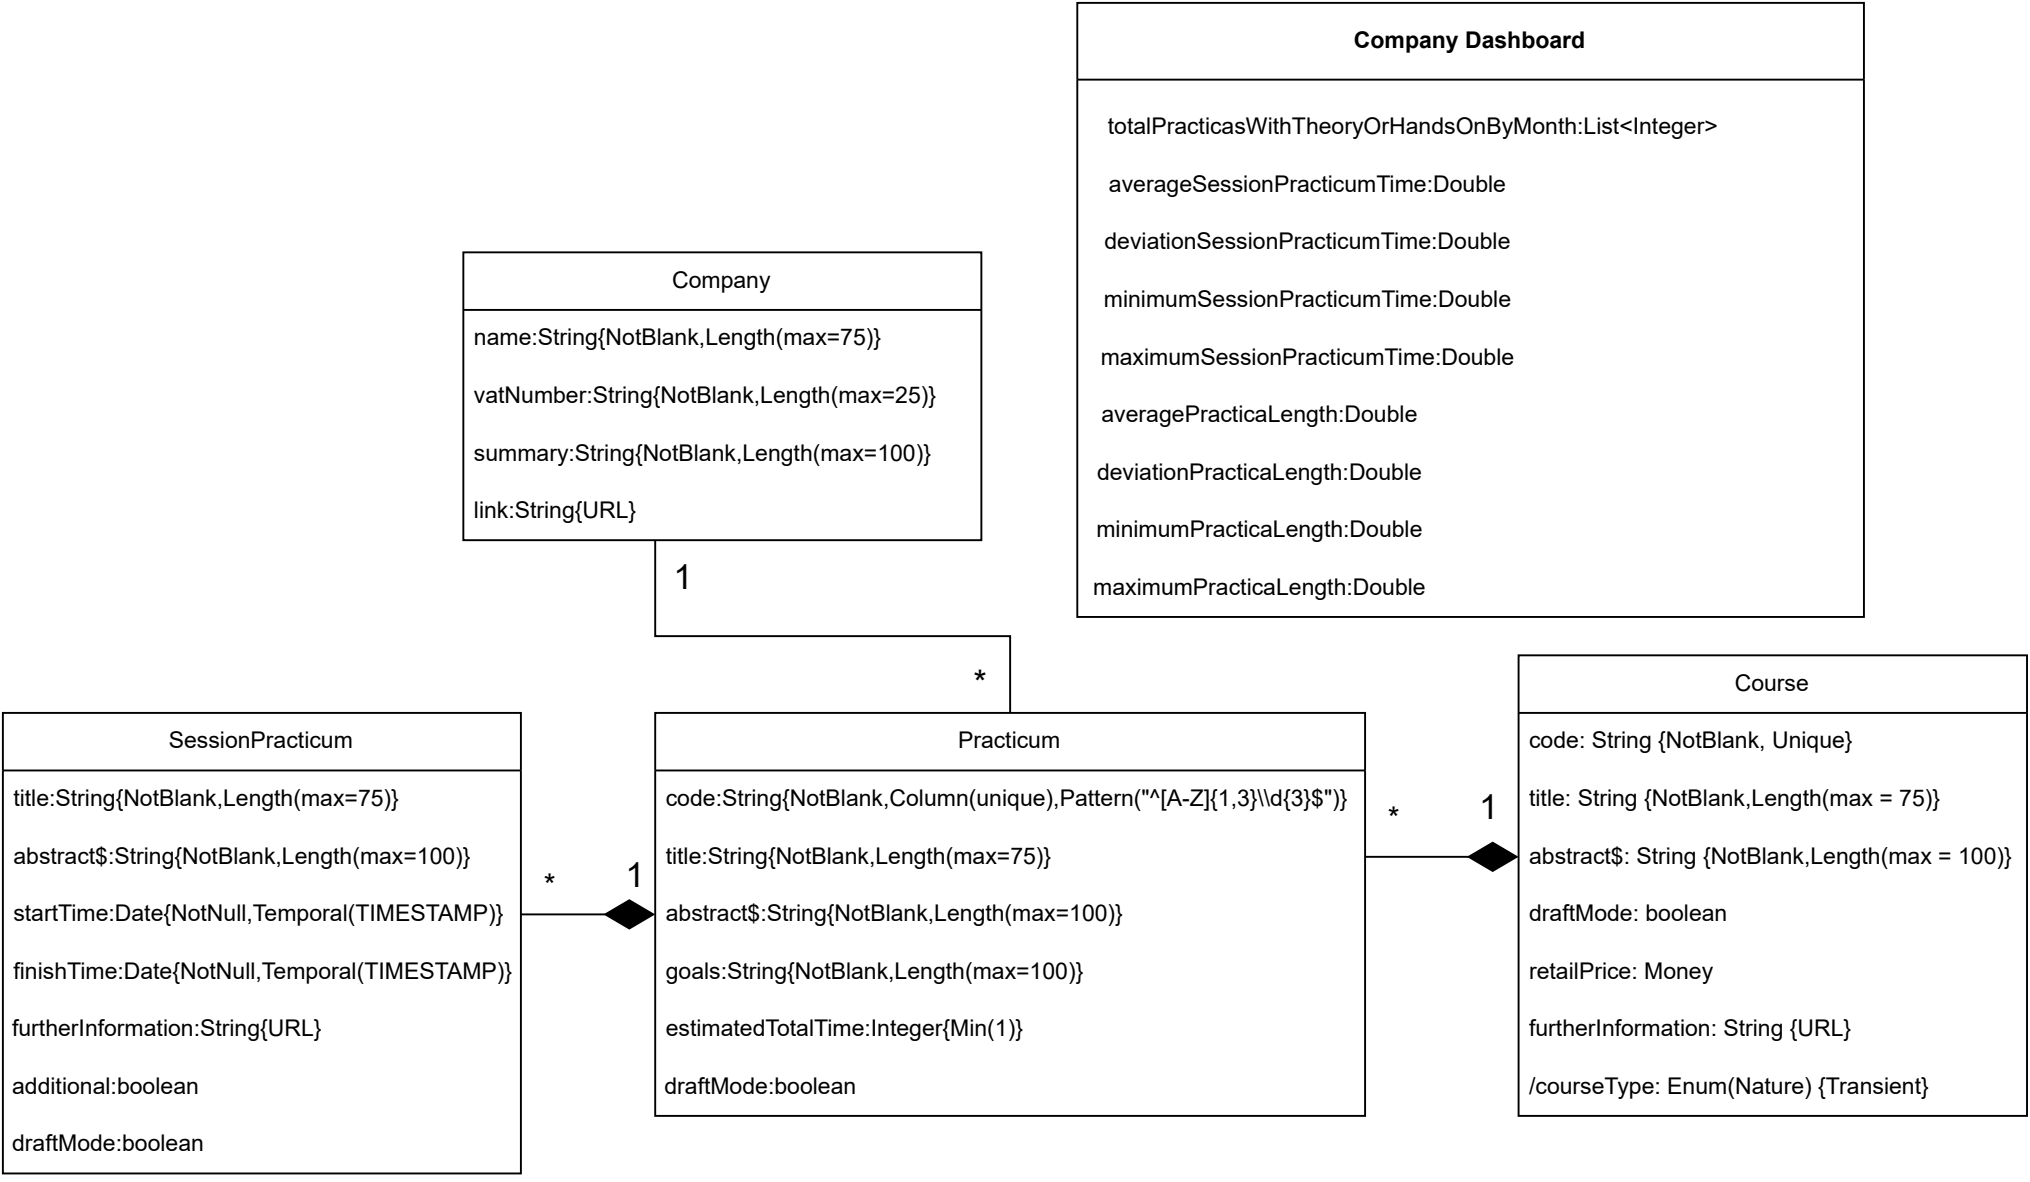 Company Dashboard
totalPracticasWithTheoryOrHandsOnByMonth:List<Integer>
averageSessionPracticumTime:Double
deviationSessionPracticumTime:Double
minimumSessionPracticumTime:Double
maximumSessionPracticumTime:Double
averagePracticaLength:Double
deviationPracticaLength:Double
minimumPracticaLength:Double
maximumPracticaLength:Double
Company
name:String{NotBlank,Length(max=75)}
vatNumber:String{NotBlank,Length(max=25)}
summary:String{NotBlank,Length(max=100)}
link:String{URL}
1
*
SessionPracticum
title:String{NotBlank,Length(max=75)}
abstract$:String{NotBlank,Length(max=100)}
startTime:Date{NotNull,Temporal(TIMESTAMP)}
finishTime:Date{NotNull,Temporal(TIMESTAMP)}
furtherInformation:String{URL}
additional:boolean
draftMode:boolean
*
1
Practicum
code:String{NotBlank,Column(unique),Pattern("^[A-Z]{1,3}\\d{3}$")}
title:String{NotBlank,Length(max=75)}
abstract$:String{NotBlank,Length(max=100)}
goals:String{NotBlank,Length(max=100)}
estimatedTotalTime:Integer{Min(1)}
draftMode:boolean
*
1
Course
code: String {NotBlank, Unique}
title: String {NotBlank,Length(max = 75)}
abstract$: String {NotBlank,Length(max = 100)}
draftMode: boolean
retailPrice: Money
furtherInformation: String {URL}
/courseType: Enum(Nature) {Transient}